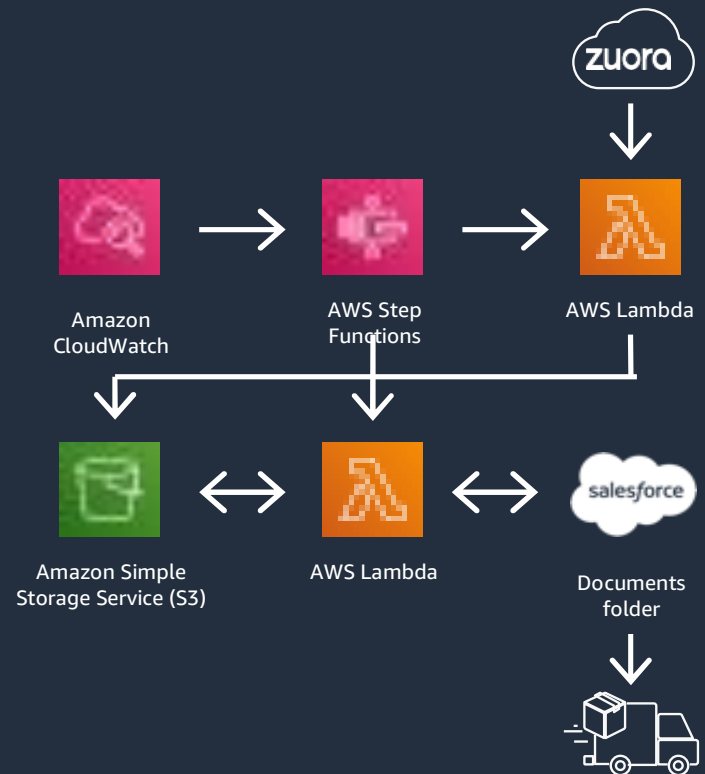 zuora
Amazon
CloudWatch
AWS Step
Functions
AWS Lambda
Amazon Simple
Storage Service (S3)
AWS Lambda
salesforce
Documents
folder